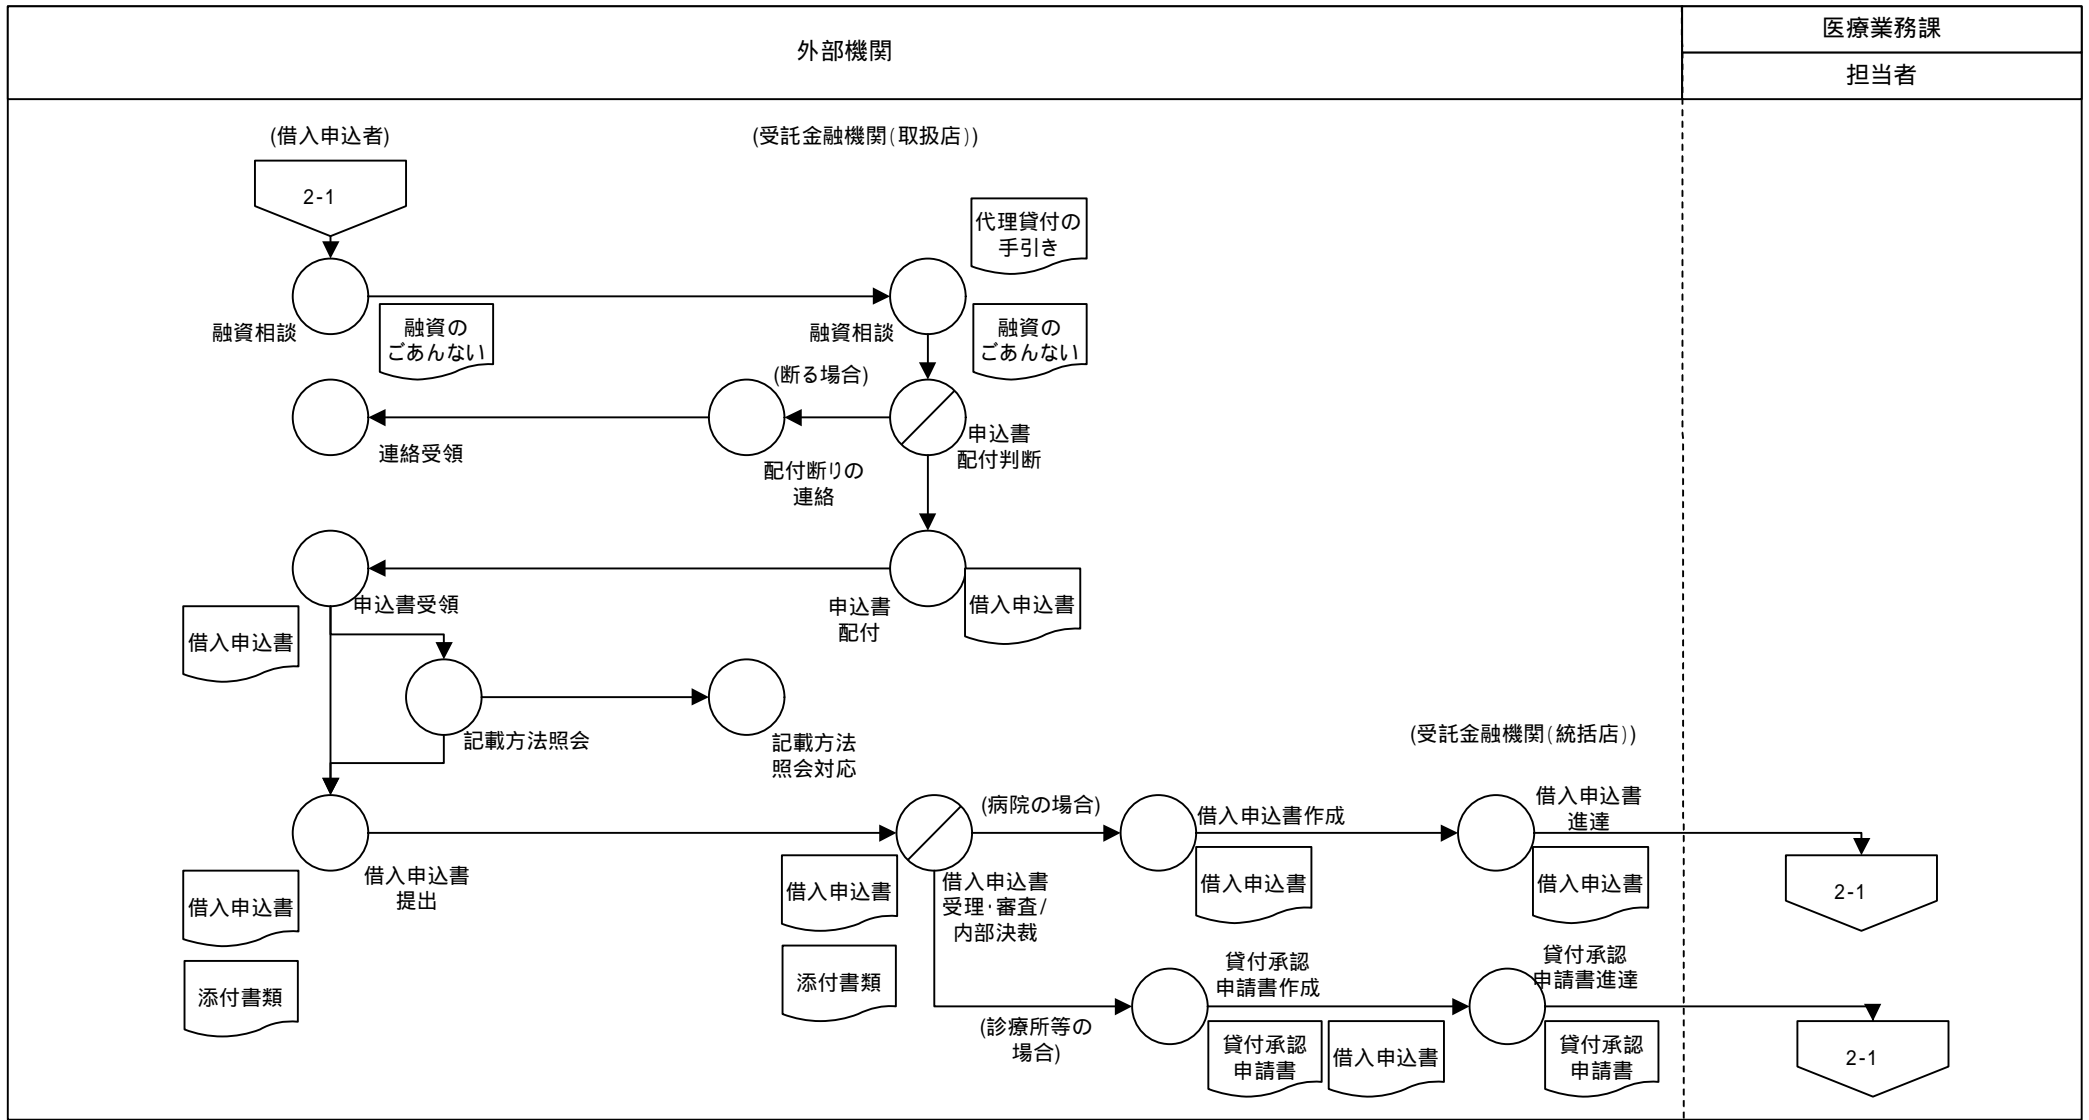 外部機関
医療業務課
担当者
(借入申込者)
(受託金融機関(取扱店))
2-1
代理貸付の
手引き
融資相談
融資の
ごあんない
融資相談
融資の
ごあんない
(断る場合)
連絡受領
配付断りの
連絡
申込書
配付判断
申込書受領
借入申込書
申込書
配付
借入申込書
記載方法照会
記載方法
照会対応
(受託金融機関(統括店))
借入申込書
提出
借入申込書
添付書類
借入申込書
添付書類
借入申込書
受理・審査/
内部決裁
(病院の場合)
借入申込書作成
借入申込書
借入申込書
進達
借入申込書
2-1
(診療所等の
場合)
貸付承認
申請書作成
貸付承認
申請書
借入申込書
貸付承認
申請書進達
貸付承認
申請書
2-1